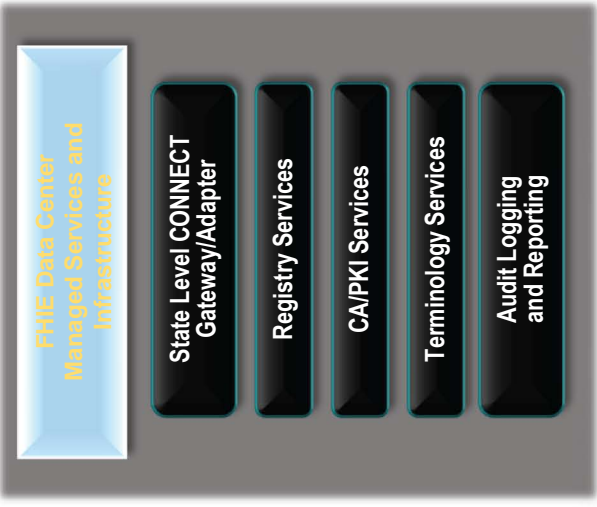 FHIE Data Center
Managed Services and
Infrastructure
State Level CONNECT
Gateway/Adapter
Registry Services
CA/PKI Services
Terminology Services
Audit Logging
and Reporting